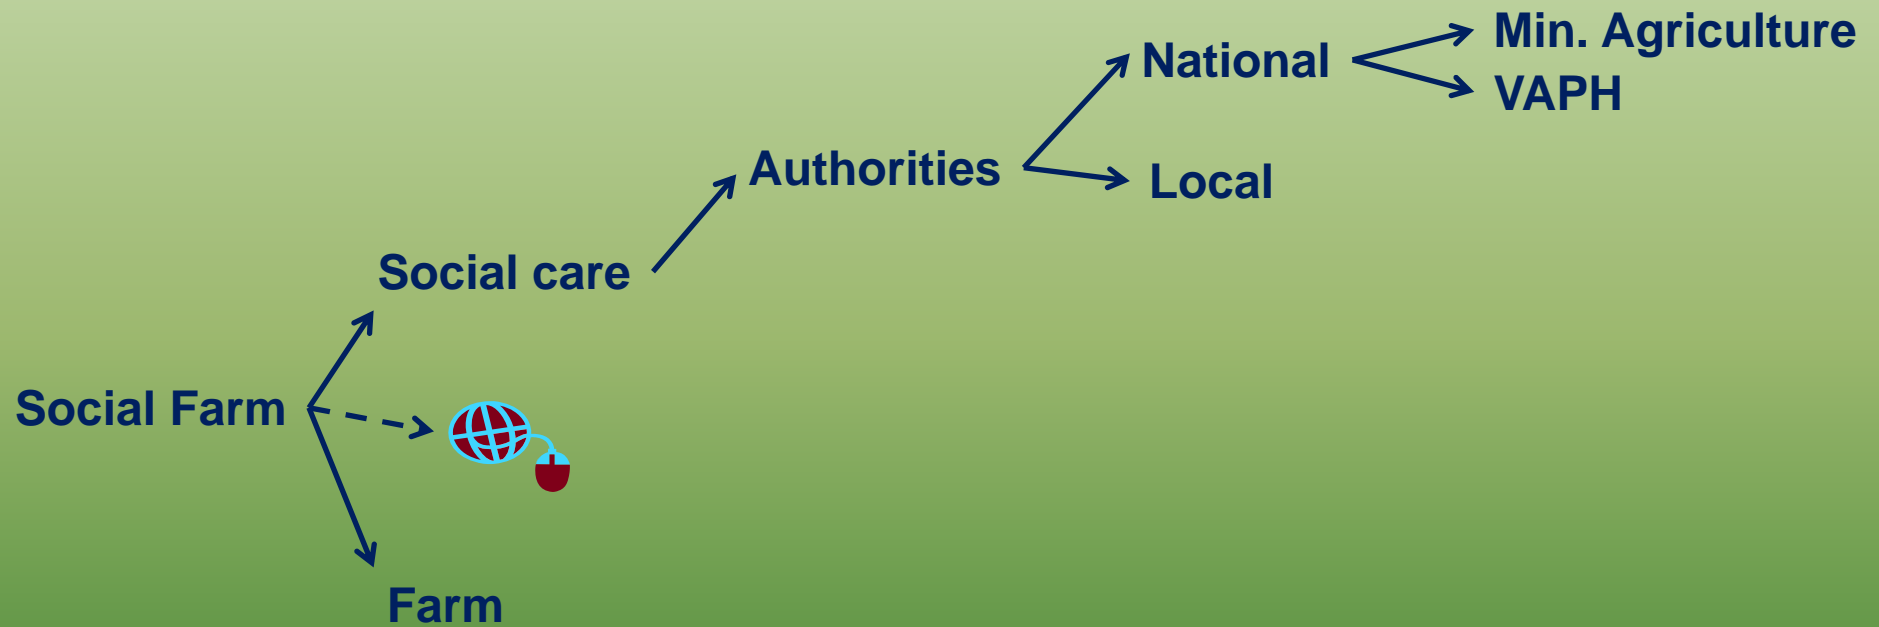 Min. Agriculture
National
VAPH
Authorities
Local
Social care
Social Farm
Farm